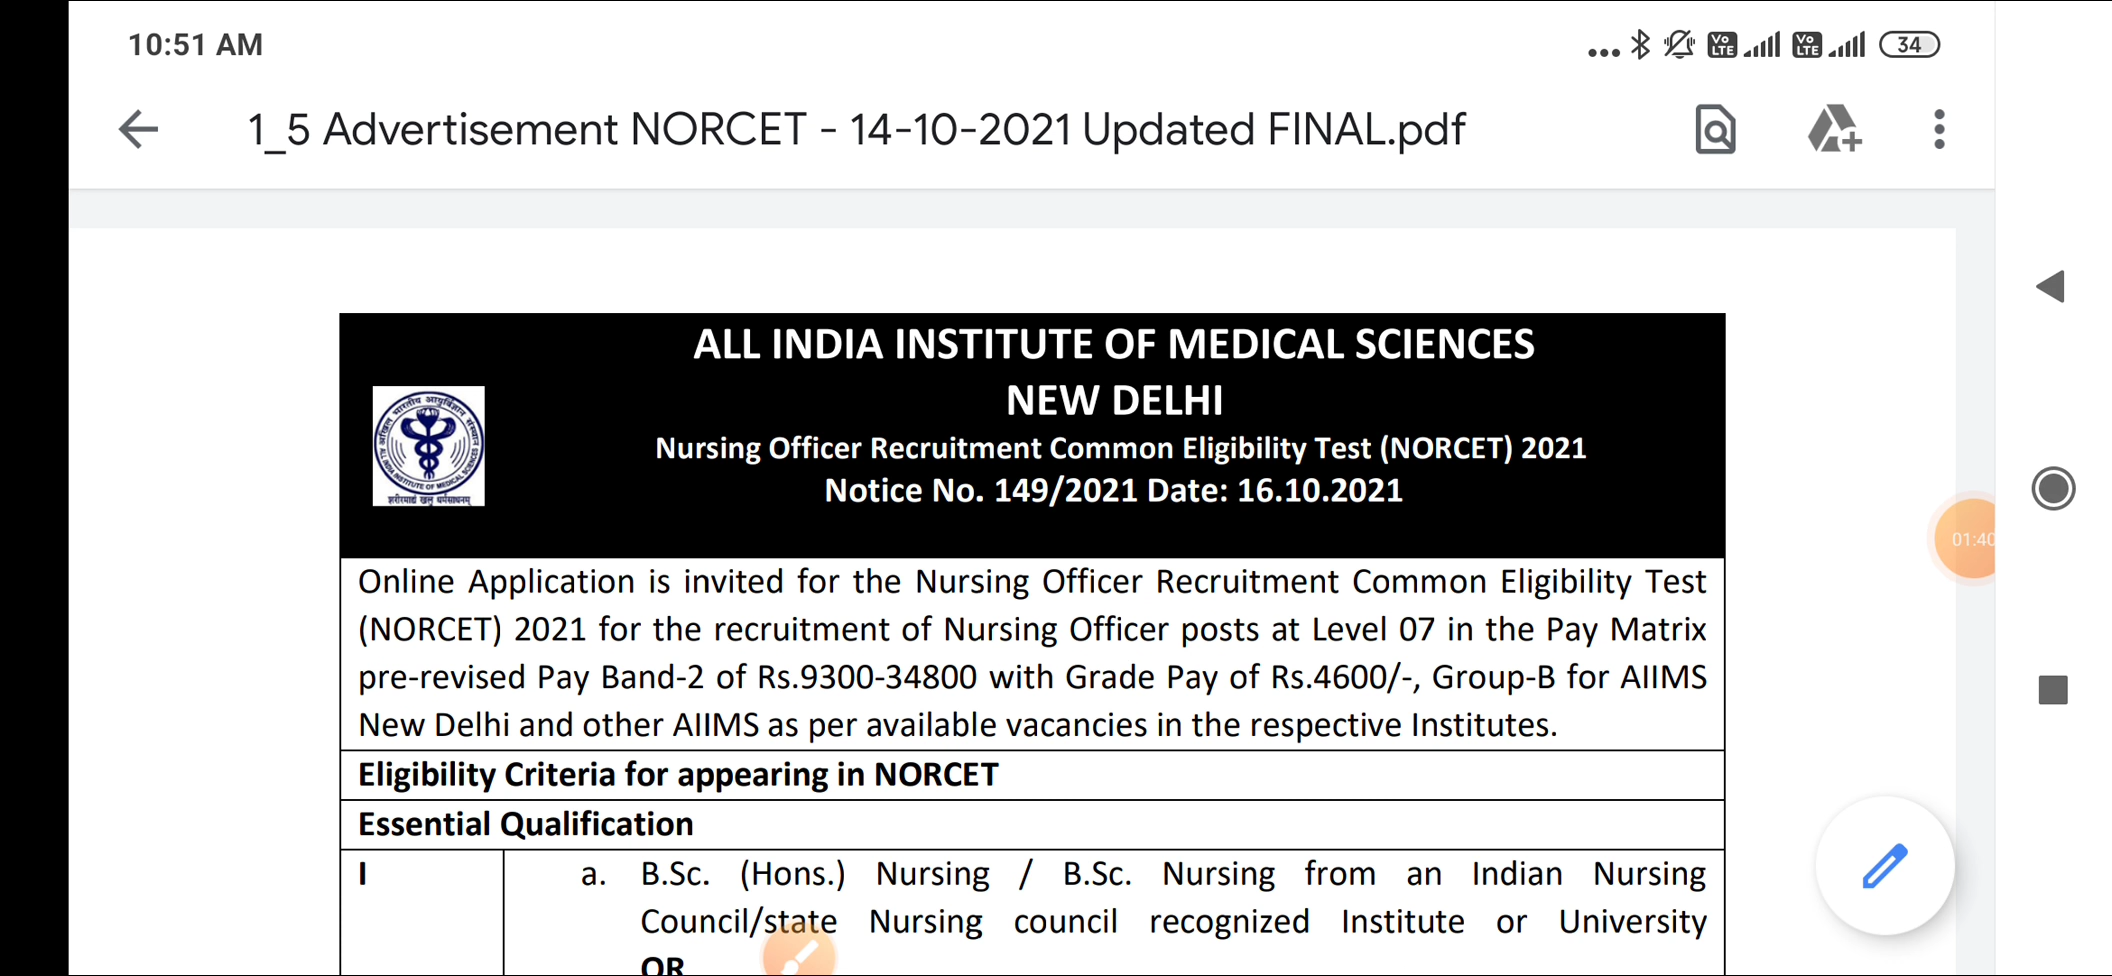 10:51 AM
Vo LTE Vo LTE 34
1_5 Advertisement NORCET - 14-10-2021 Updated FINAL.pdf
ALL INDIA INSTITUTE OF MEDICAL SCIENCES
NEW DELHI
Nursing Officer Recruitment Common Eligibility Test (NORCET) 2021
Notice No. 149/2021 Date: 16.10.2021
01:40
Online Application is invited for the Nursing Officer Recruitment Common Eligibility Test
(NORCET) 2021 for the recruitment of Nursing Officer posts at Level 07 in the Pay Matrix
pre-revised Pay Band-2 of Rs.9300-34800 with Grade Pay of Rs.4600/-, Group-B for AIIMS
New Delhi and other AIIMS as per available vacancies in the respective Institutes.
Eligibility Criteria for appearing in NORCET
Essential Qualification
I
a. B.Sc. (Hons.) Nursing / B.Sc. Nursing from an Indian Nursing
Council/state Nursing council recognized Institute or University
OR